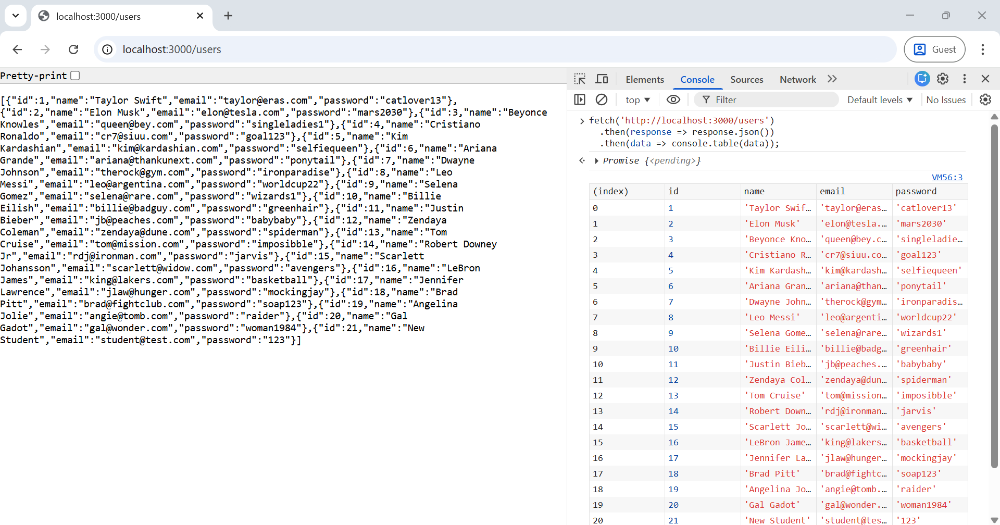 localhost:3000/users
localhost:3000/users
Guest
Pretty-print
[{"id":1,"name":"Taylor Swift","email":"taylor@eras.com","password":"catlover13"},
{"id":2,"name":"Elon Musk","email":"elon@tesla.com","password":"mars2030"},{"id":3,"name":"Beyonce
Knowles","email":"queen@bey.com","password":"singleladies1"},{"id":4,"name":"Cristiano
Ronaldo","email":"cr7@siuu.com","password":"goal123"},{"id":5,"name":"Kim
Kardashian","email":"kim@kardashian.com","password":"selfiequeen"},{"id":6,"name":"Ariana
Grande","email":"ariana@thankunext.com","password":"ponytail"},{"id":7,"name":"Dwayne
Johnson","email":"therock@gym.com","password":"ironparadise"},{"id":8,"name":"Leo
Messi","email":"leo@argentina.com","password":"worldcup22"},{"id":9,"name":"Selena
Gomez","email":"selena@rare.com","password":"wizards1"},{"id":10,"name":"Billie
Eilish","email":"billie@badguy.com","password":"greenhair"},{"id":11,"name":"Justin
Bieber","email":"jb@peaches.com","password":"babybaby"},{"id":12,"name":"Zendaya
Coleman","email":"zendaya@dune.com","password":"spiderman"},{"id":13,"name":"Tom
Cruise","email":"tom@mission.com","password":"imposibble"},{"id":14,"name":"Robert Downey
Jr","email":"rdj@ironman.com","password":"jarvis"},{"id":15,"name":"Scarlett
Johansson","email":"scarlett@widow.com","password":"avengers"},{"id":16,"name":"LeBron
James","email":"king@lakers.com","password":"basketball"},{"id":17,"name":"Jennifer
Lawrence","email":"jlaw@hunger.com","password":"mockingjay"},{"id":18,"name":"Brad
Pitt","email":"brad@fightclub.com","password":"soap123"},{"id":19,"name":"Angelina
Jolie","email":"angie@tomb.com","password":"raider"},{"id":20,"name":"Gal
Gadot","email":"gal@wonder.com","password":"woman1984"},{"id":21,"name":"New
Student","email":"student@test.com","password":"123"}]
Elements Console Sources Network
top Filter Default levels No Issues
fetch('http://localhost:3000/users')
.then(response => response.json())
.then(data => console.table(data));
Promise {<pending>}
VM56:3
(index) id name email password
0 1 'Taylor Swif… 'taylor@eras… 'catlover13'
1 2 'Elon Musk' 'elon@tesla.… 'mars2030'
2 3 'Beyonce Kno… 'queen@bey.c… 'singleladie…
3 4 'Cristiano R… 'cr7@siuu.co… 'goal123'
4 5 'Kim Kardash… 'kim@kardash… 'selfiequeen'
5 6 'Ariana Gran… 'ariana@than… 'ponytail'
6 7 'Dwayne John… 'therock@gym… 'ironparadis…
7 8 'Leo Messi' 'leo@argenti… 'worldcup22'
8 9 'Selena Gome… 'selena@rare… 'wizards1'
9 10 'Billie Eili… 'billie@badg… 'greenhair'
10 11 'Justin Bieb… 'jb@peaches.… 'babybaby'
11 12 'Zendaya Col… 'zendaya@dun… 'spiderman'
12 13 'Tom Cruise' 'tom@mission… 'imposibble'
13 14 'Robert Down… 'rdj@ironman… 'jarvis'
14 15 'Scarlett Jo… 'scarlett@wi… 'avengers'
15 16 'LeBron Jame… 'king@lakers… 'basketball'
16 17 'Jennifer La… 'jlaw@hunger… 'mockingjay'
17 18 'Brad Pitt' 'brad@fightc… 'soap123'
18 19 'Angelina Jo… 'angie@tomb.… 'raider'
19 20 'Gal Gadot' 'gal@wonder.… 'woman1984'
20 21 'New Student' 'student@tes… '123'